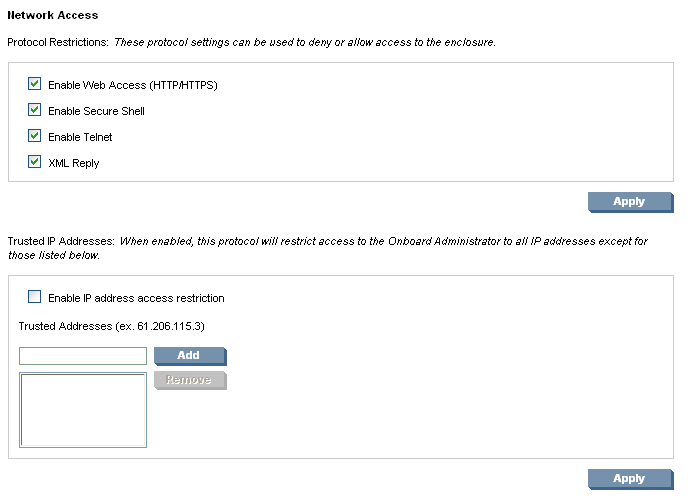 Network Access
Protocol Restrictions: These protocol settings can be used to deny or allow access to the enclosure.
Enable Web Access (HTTP/HTTPS)
Enable Secure Shell
Enable Telnet
XML Reply
Apply
Trusted IP Addresses: When enabled, this protocol will restrict access to the Onboard Administrator to all IP addresses except for
those listed below.
Enable IP address access restriction
Trusted Addresses (ex. 61.206.115.3)
Add
Remove
Apply